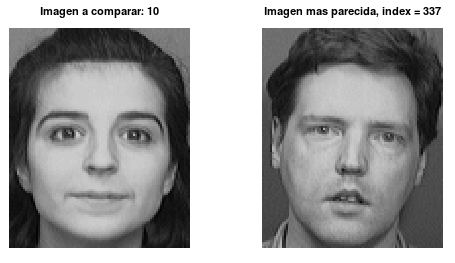 Imagen a comparar: 10
Imagen mas parecida, index = 337